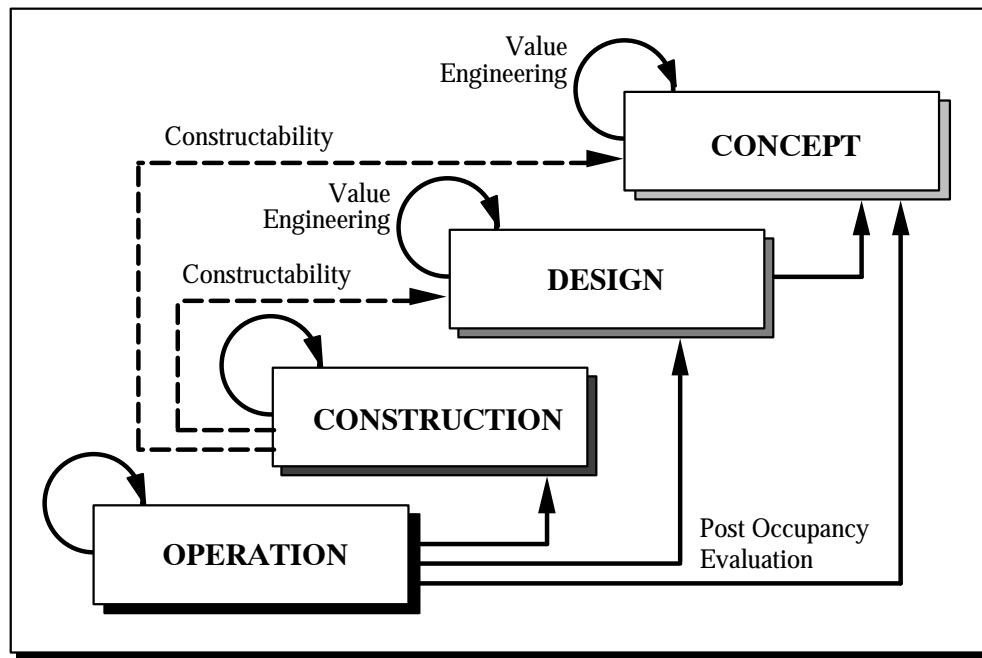 Value
Engineering
CONCEPT
Constructability
Value
Engineering
DESIGN
Constructability
CONSTRUCTION
OPERATION
Post Occupancy
Evaluation